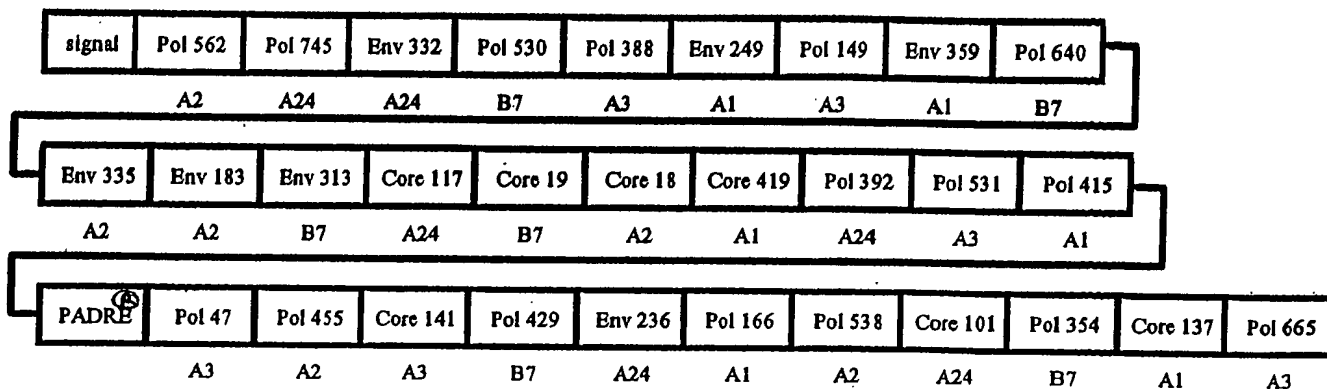 signal Pol 562 Pol 745 Env 332 Pol 530 Pol 388 Env 249 Pol 149 Env 359 Pol 640
A2 A24 A24 B7 A3 A1 A3 A1 B7
Env 335 Env 183 Env 313 Core 117 Core 19 Core 18 Core 419 Pol 392 Pol 531 Pol 415
A2 A2 B7 A24 B7 A2 A1 A24 A3 A1
PADRE Pol 47 Pol 455 Core 141 Pol 429 Env 236 Pol 166 Pol 538 Core 101 Pol 354 Core 137 Pol 665
A3 A2 A3 B7 A24 A1 A2 A24 B7 A1 A3